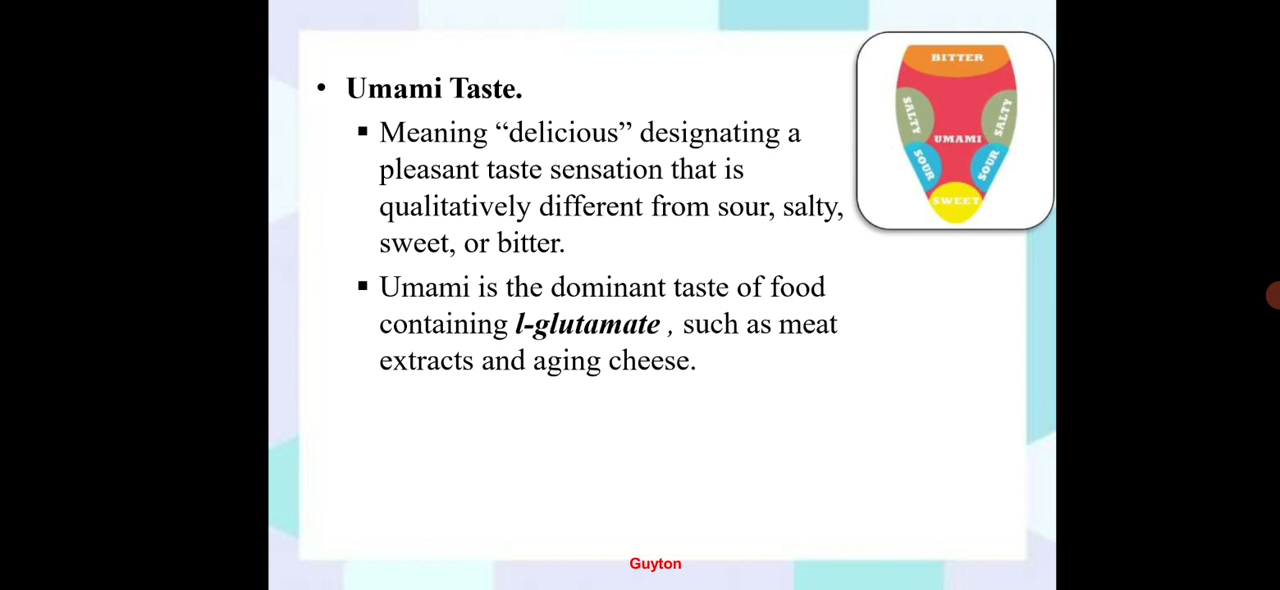 • Umami Taste.
▪ Meaning “delicious” designating a
pleasant taste sensation that is
qualitatively different from sour, salty,
sweet, or bitter.
▪ Umami is the dominant taste of food
containing l-glutamate , such as meat
extracts and aging cheese.
BITTER
SALTY
SALTY
UMAMI
SOUR
SOUR
SWEET
Guyton